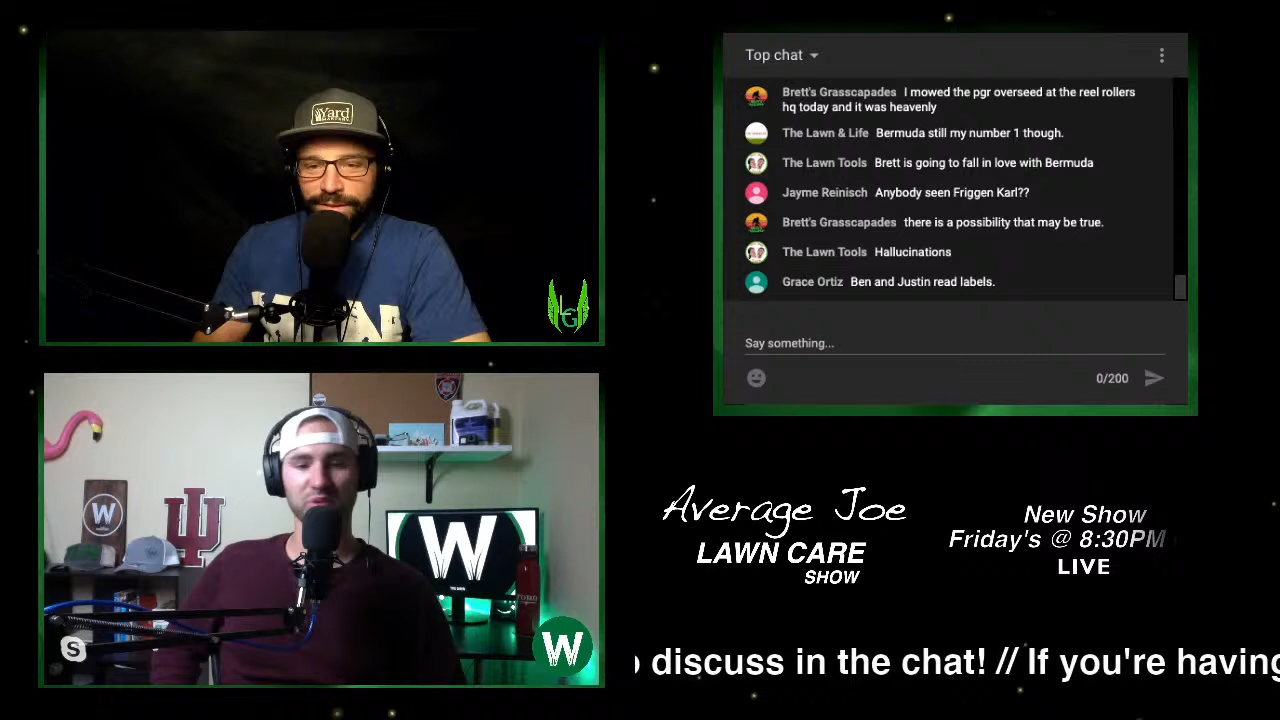 Yard
LG
Top chat
Brett's Grasscapades I mowed the pgr overseed at the reel rollers
hq today and it was heavenly
The Lawn & Life Bermuda still my number 1 though.
The Lawn Tools Brett is going to fall in love with Bermuda
Jayme Reinisch Anybody seen Friggen Karl??
Brett's Grasscapades there is a possibility that may be true.
The Lawn Tools Hallucinations
Grace Ortiz Ben and Justin read labels.
Say something...
0/200
W
IU
W
S
W
Average Joe
LAWN CARE
SHOW
New Show
Friday's @ 8:30PM
LIVE
discuss in the chat! // If you're having